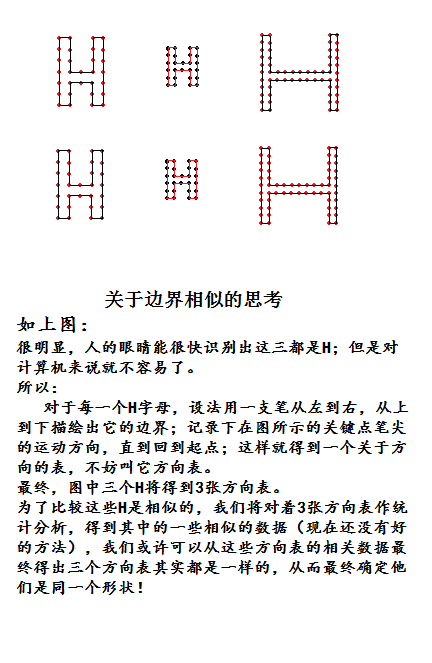 关于边界相似的思考
如上图：
很明显，人的眼睛能很快识别出这三都是H；但是对
计算机来说就不容易了。
所以：
对于每一个H字母，设法用一支笔从左到右，从上
到下描绘出它的边界；记录下在图所示的关键点笔尖
的运动方向，直到回到起点；这样就得到一个关于方
向的表，不妨叫它方向表。
最终，图中三个H将得到3张方向表。
为了比较这些H是相似的，我们将对着3张方向表作统
计分析，得到其中的一些相似的数据（现在还没有好
的方法），我们或许可以从这些方向表的相关数据最
终得出三个方向表其实都是一样的，从而最终确定他
们是同一个形状！